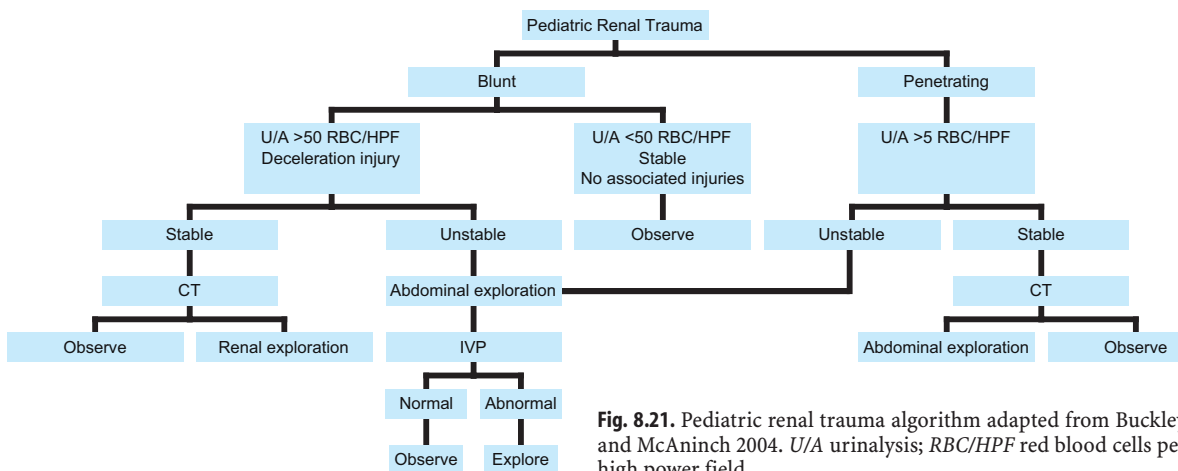 Pediatric Renal Trauma
Blunt
Penetrating
U/A >50 RBC/HPF
Deceleration injury
U/A <50 RBC/HPF
Stable
No associated injuries
U/A >5 RBC/HPF
Stable
Unstable
Observe
Unstable
Stable
CT
Abdominal exploration
CT
Observe
Renal exploration
IVP
Abdominal exploration
Observe
Normal
Abnormal
Observe
Explore
Fig. 8.21. Pediatric renal trauma algorithm adapted from Buckley
and McAninch 2004. U/A urinalysis; RBC/HPF red blood cells pe
high power field